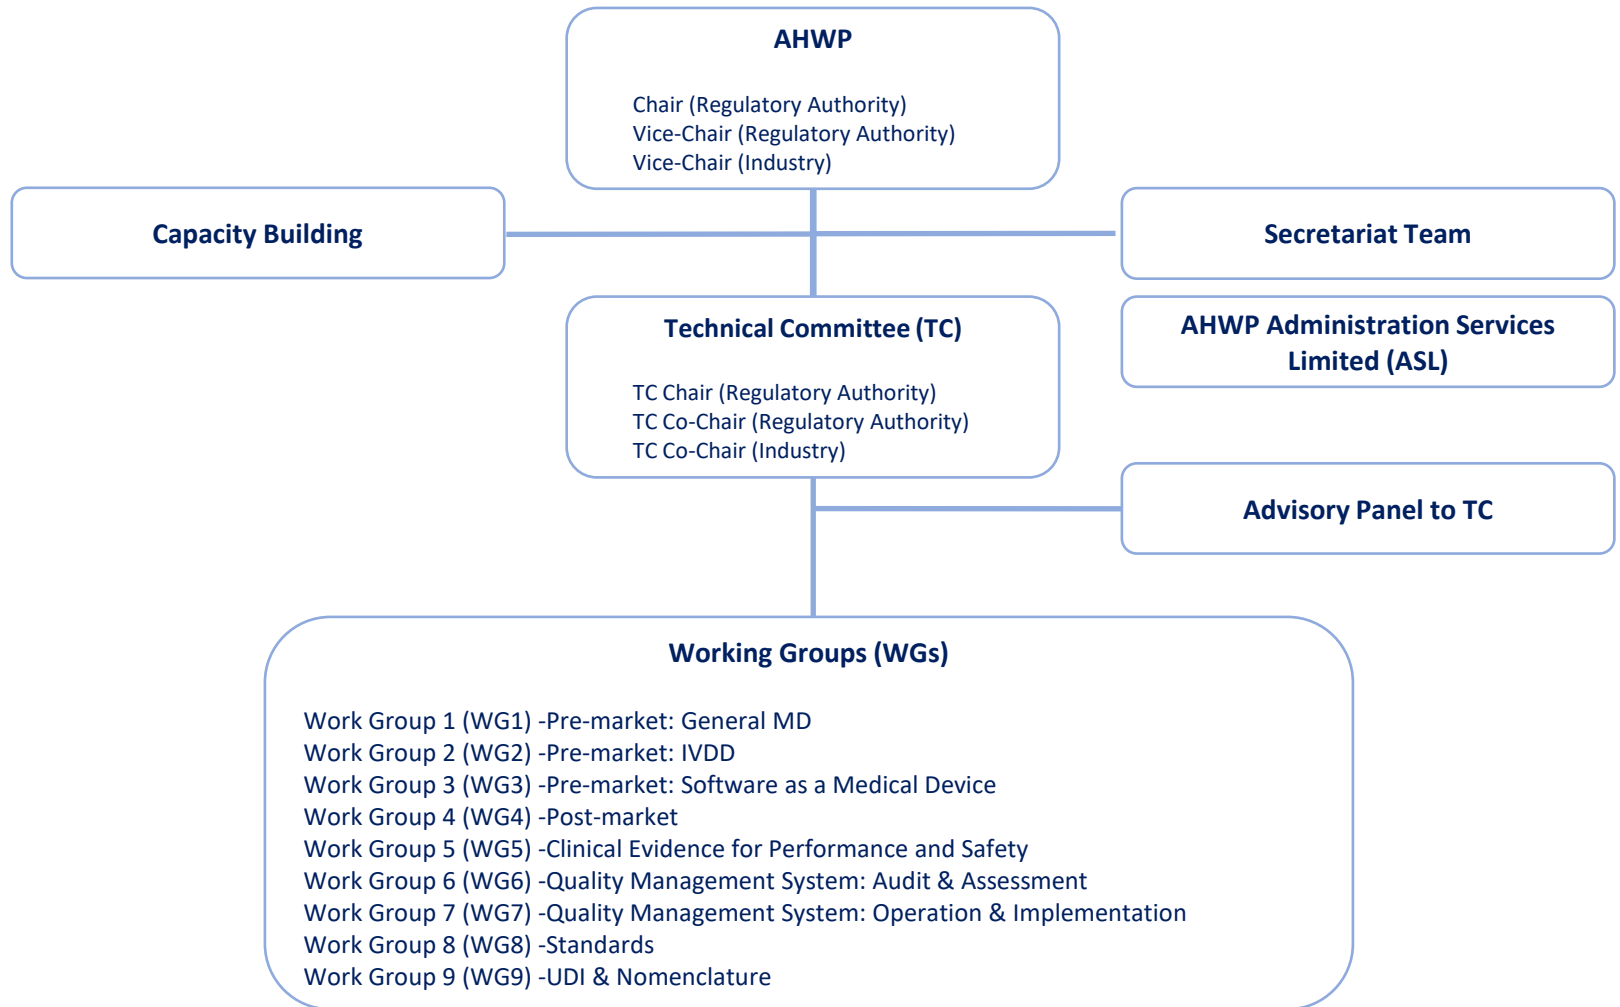 AHWP
Chair (Regulatory Authority)
Vice-Chair (Regulatory Authority)
Vice-Chair (Industry)
Capacity Building
Secretariat Team
Technical Committee (TC)
TC Chair (Regulatory Authority)
TC Co-Chair (Regulatory Authority)
TC Co-Chair (Industry)
AHWP Administration Services
Limited (ASL)
Advisory Panel to TC
Working Groups (WGs)
Work Group 1 (WG1) -Pre-market: General MD
Work Group 2 (WG2) -Pre-market: IVDD
Work Group 3 (WG3) -Pre-market: Software as a Medical Device
Work Group 4 (WG4) -Post-market
Work Group 5 (WG5) -Clinical Evidence for Performance and Safety
Work Group 6 (WG6) -Quality Management System: Audit & Assessment
Work Group 7 (WG7) -Quality Management System: Operation & Implementation
Work Group 8 (WG8) -Standards
Work Group 9 (WG9) -UDI & Nomenclature